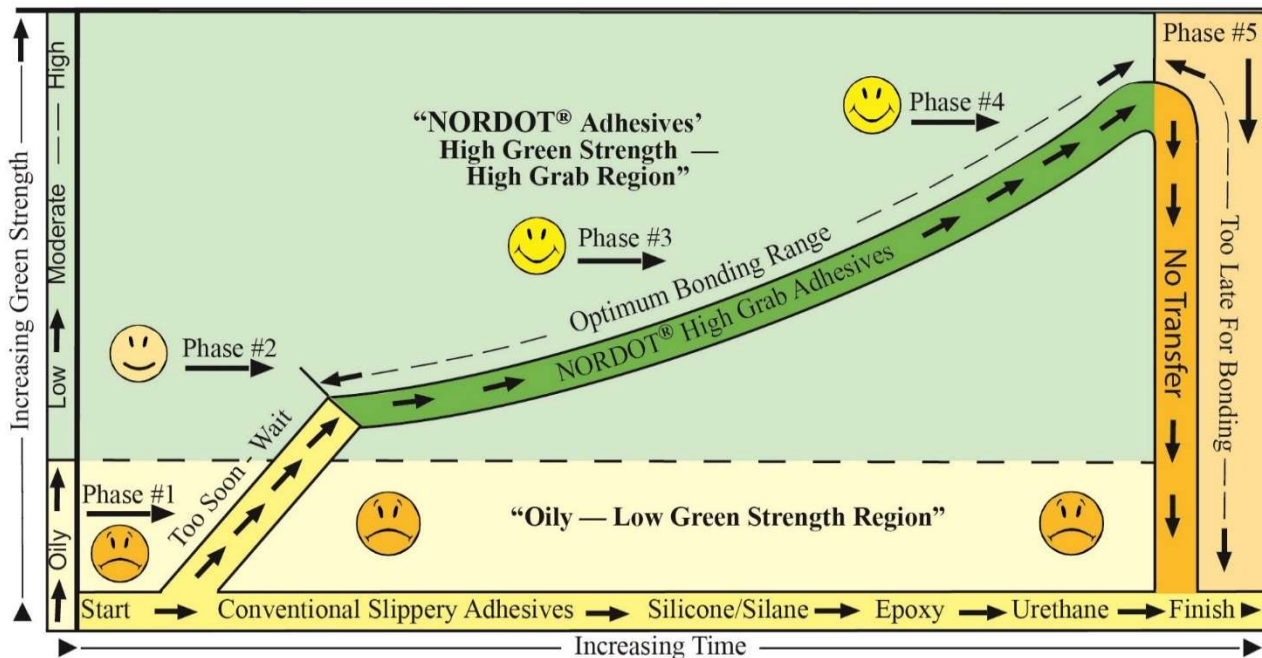 Increasing Green Strength
Oily
Low
Moderate
High
Phase #5
Phase #4
“NORDOT® Adhesives’
High Green Strength —
High Grab Region”
Phase #3
Optimum Bonding Range
NORDOT® High Grab Adhesives
Phase #2
Too Soon - Wait
Phase #1
“Oily — Low Green Strength Region”
No Transfer
Too Late For Bonding
Start
Conventional Slippery Adhesives
Silicone/Silane
Epoxy
Urethane
Finish
Increasing Time